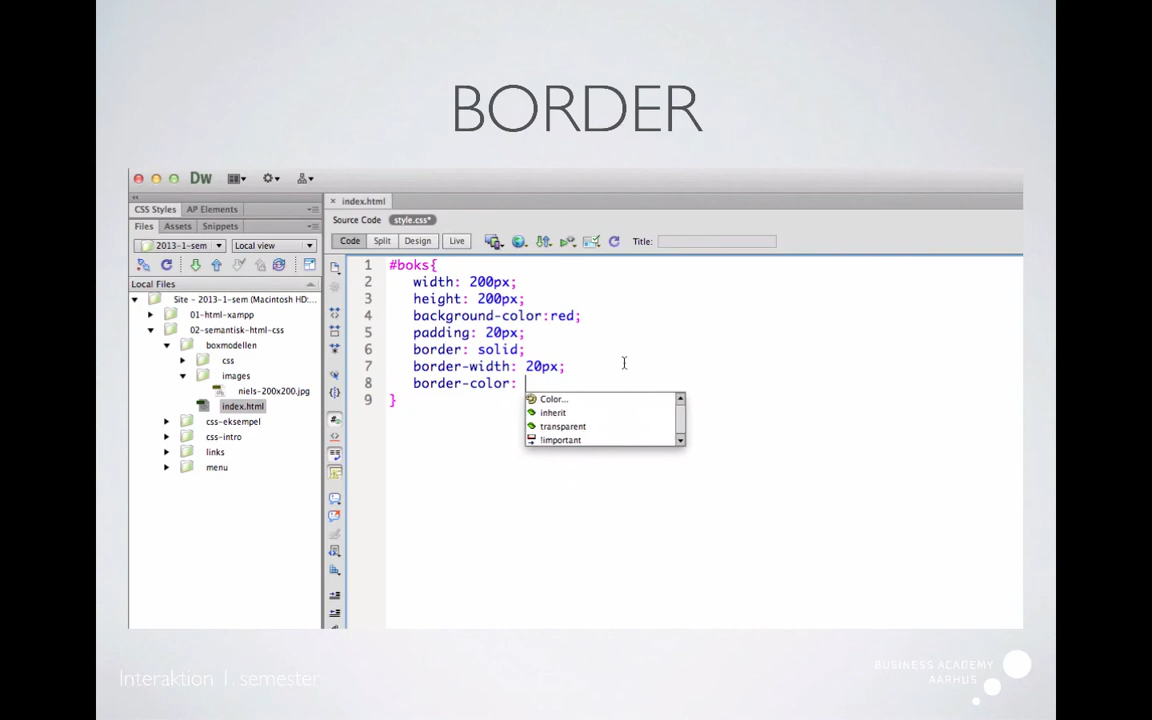 BORDER
Dw
CSS Styles
AP Elements
Files
Assets
Snippets
2013-1-sem
Local view
Local Files
Site - 2013-1-sem (Macintosh HD:...
01-html-xampp
02-semantisk-html-css
boxmodellen
css
images
niels-200x200.jpg
index.html
css-eksempel
css-intro
links
menu
index.html
Source Code
style.css*
Code
Split
Design
Live
Title:
1 #boks{
2 width: 200px;
3 height: 200px;
4 background-color:red;
5 padding: 20px;
6 border: solid;
7 border-width: 20px;
8 border-color:
9 }
Color...
inherit
transparent
!important
Interaktion 1. semester
BUSINESS ACADEMY
AARHUS